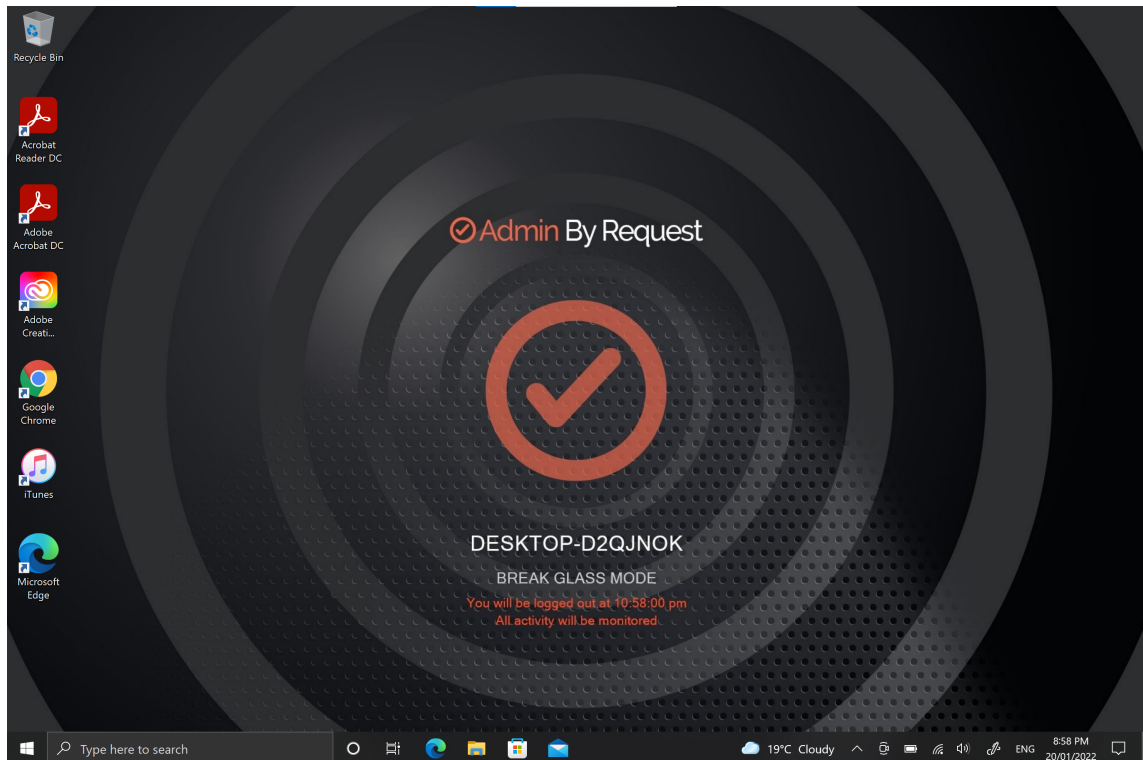 Recycle Bin
Acrobat
Reader DC
Adobe
Acrobat DC
Adobe
Creati...
Google
Chrome
iTunes
Microsoft
Edge
Admin By Request
DESKTOP-D2QJNOK
BREAK GLASS MODE
You will be logged out at 10:58:00 pm
All activity will be monitored
Type here to search
19°C Cloudy
ENG
8:58 PM
20/01/2022